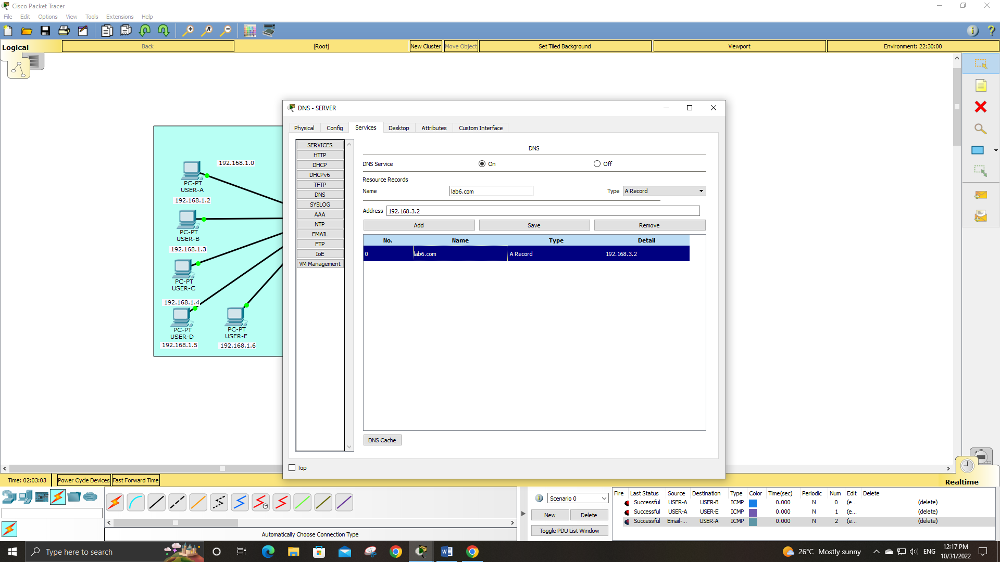 Cisco Packet Tracer
File Edit Options View Tools Extensions Help
Logical
Back
[Root]
New Cluster
Move Object
Set Tiled Background
Viewport
Environment: 22:30:00
192.168.1.0
PC-PT
USER-A
192.168.1.2
PC-PT
USER-B
192.168.1.3
PC-PT
USER-C
192.168.1.4
PC-PT
USER-D
192.168.1.5
PC-PT
USER-E
192.168.1.6
DNS - SERVER
Physical Config Services Desktop Attributes Custom Interface
SERVICES
HTTP
DHCP
DHCPv6
TFTP
DNS
SYSLOG
AAA
NTP
EMAIL
FTP
IoE
VM Management
DNS
DNS Service On Off
Resource Records
Name lab6.com Type A Record
Address 192.168.3.2
Add Save Remove
No. Name Type Detail
0 lab6.com A Record 192.168.3.2
DNS Cache
Top
Time: 02:03:03
Power Cycle Devices
Fast Forward Time
Realtime
Automatically Choose Connection Type
Scenario 0
New Delete
Toggle PDU List Window
Fire Last Status Source Destination Type Color Time(sec) Periodic Num Edit Delete
Successful USER-A USER-B ICMP 0.000 N 0 (e... (delete)
Successful USER-A USER-E ICMP 0.000 N 1 (e... (delete)
Successful Email-... USER-A ICMP 0.000 N 2 (e... (delete)
Type here to search
26°C Mostly sunny
ENG
12:17 PM
10/31/2022